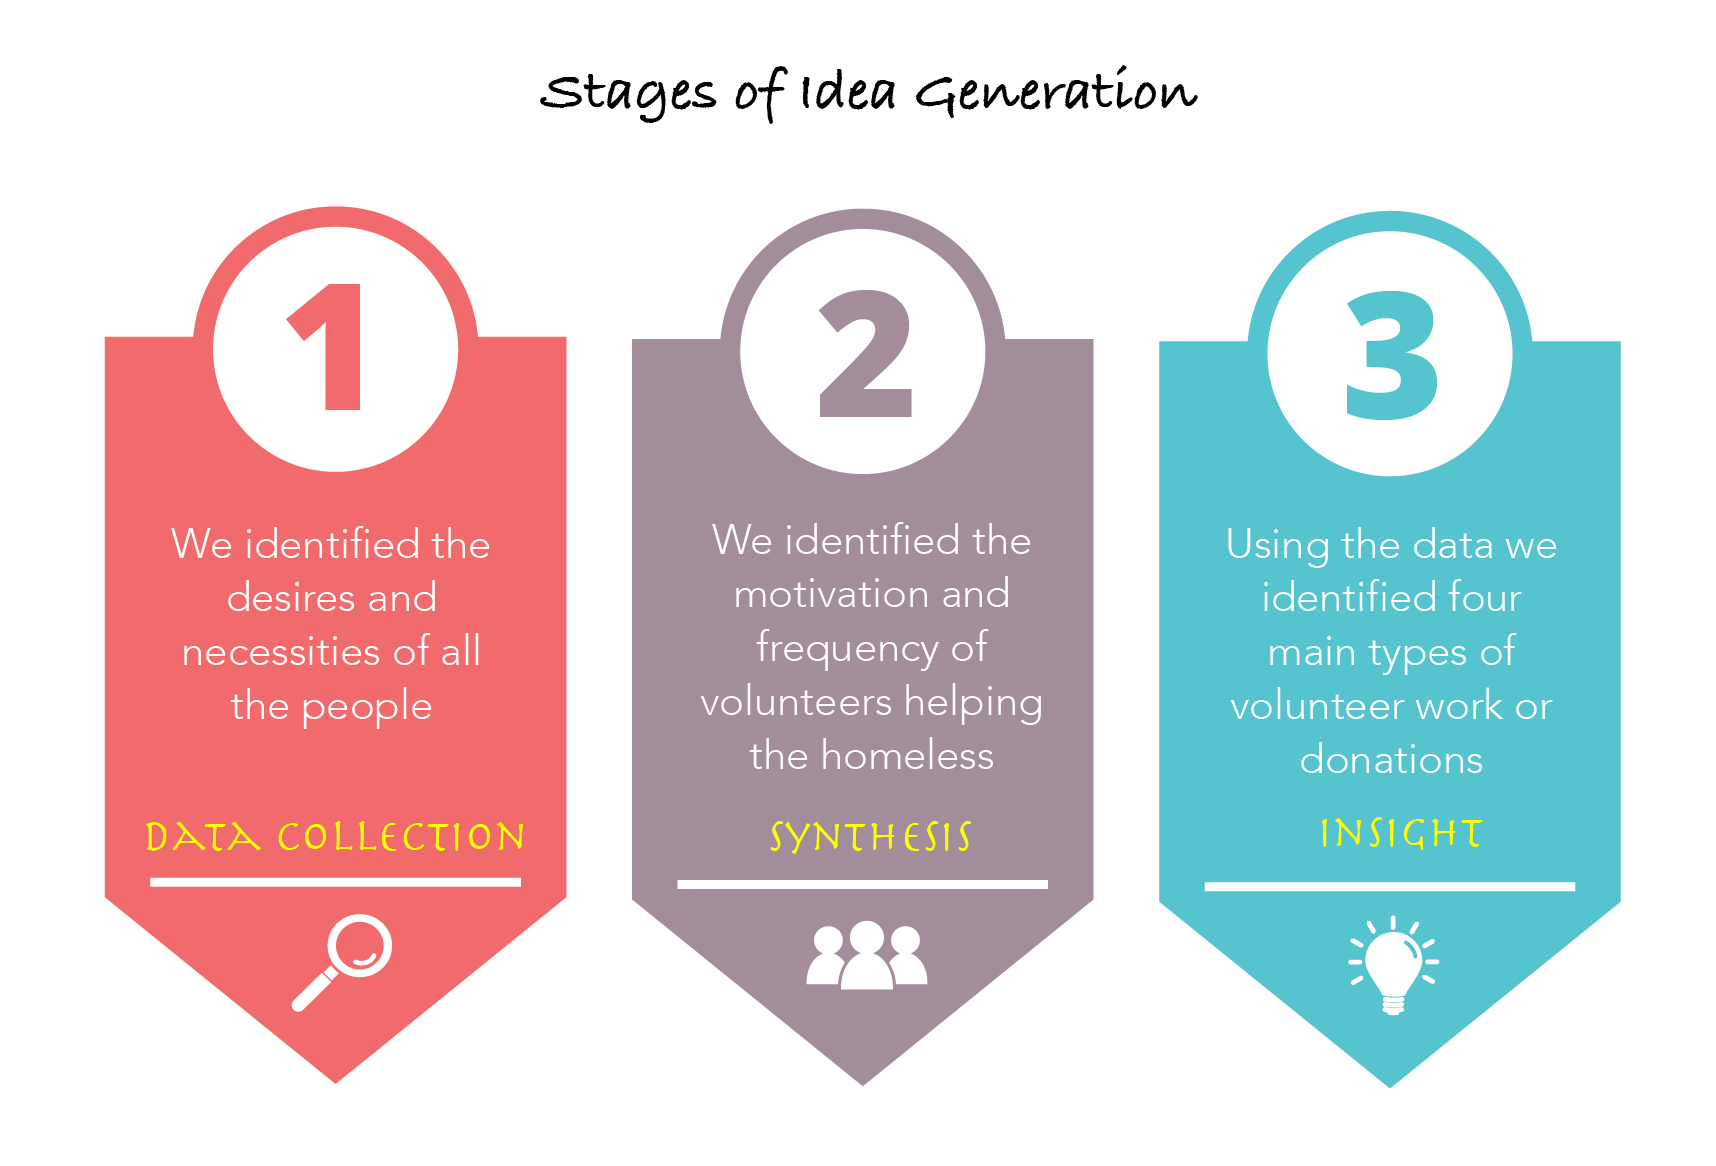 Stages of Idea Generation
1
We identified the
desires and
necessities of all
the people
DATA COLLECTION
2
We identified the
motivation and
frequency of
volunteers helping
the homeless
SYNTHESIS
3
Using the data we
identified four
main types of
volunteer work or
donations
INSIGHT